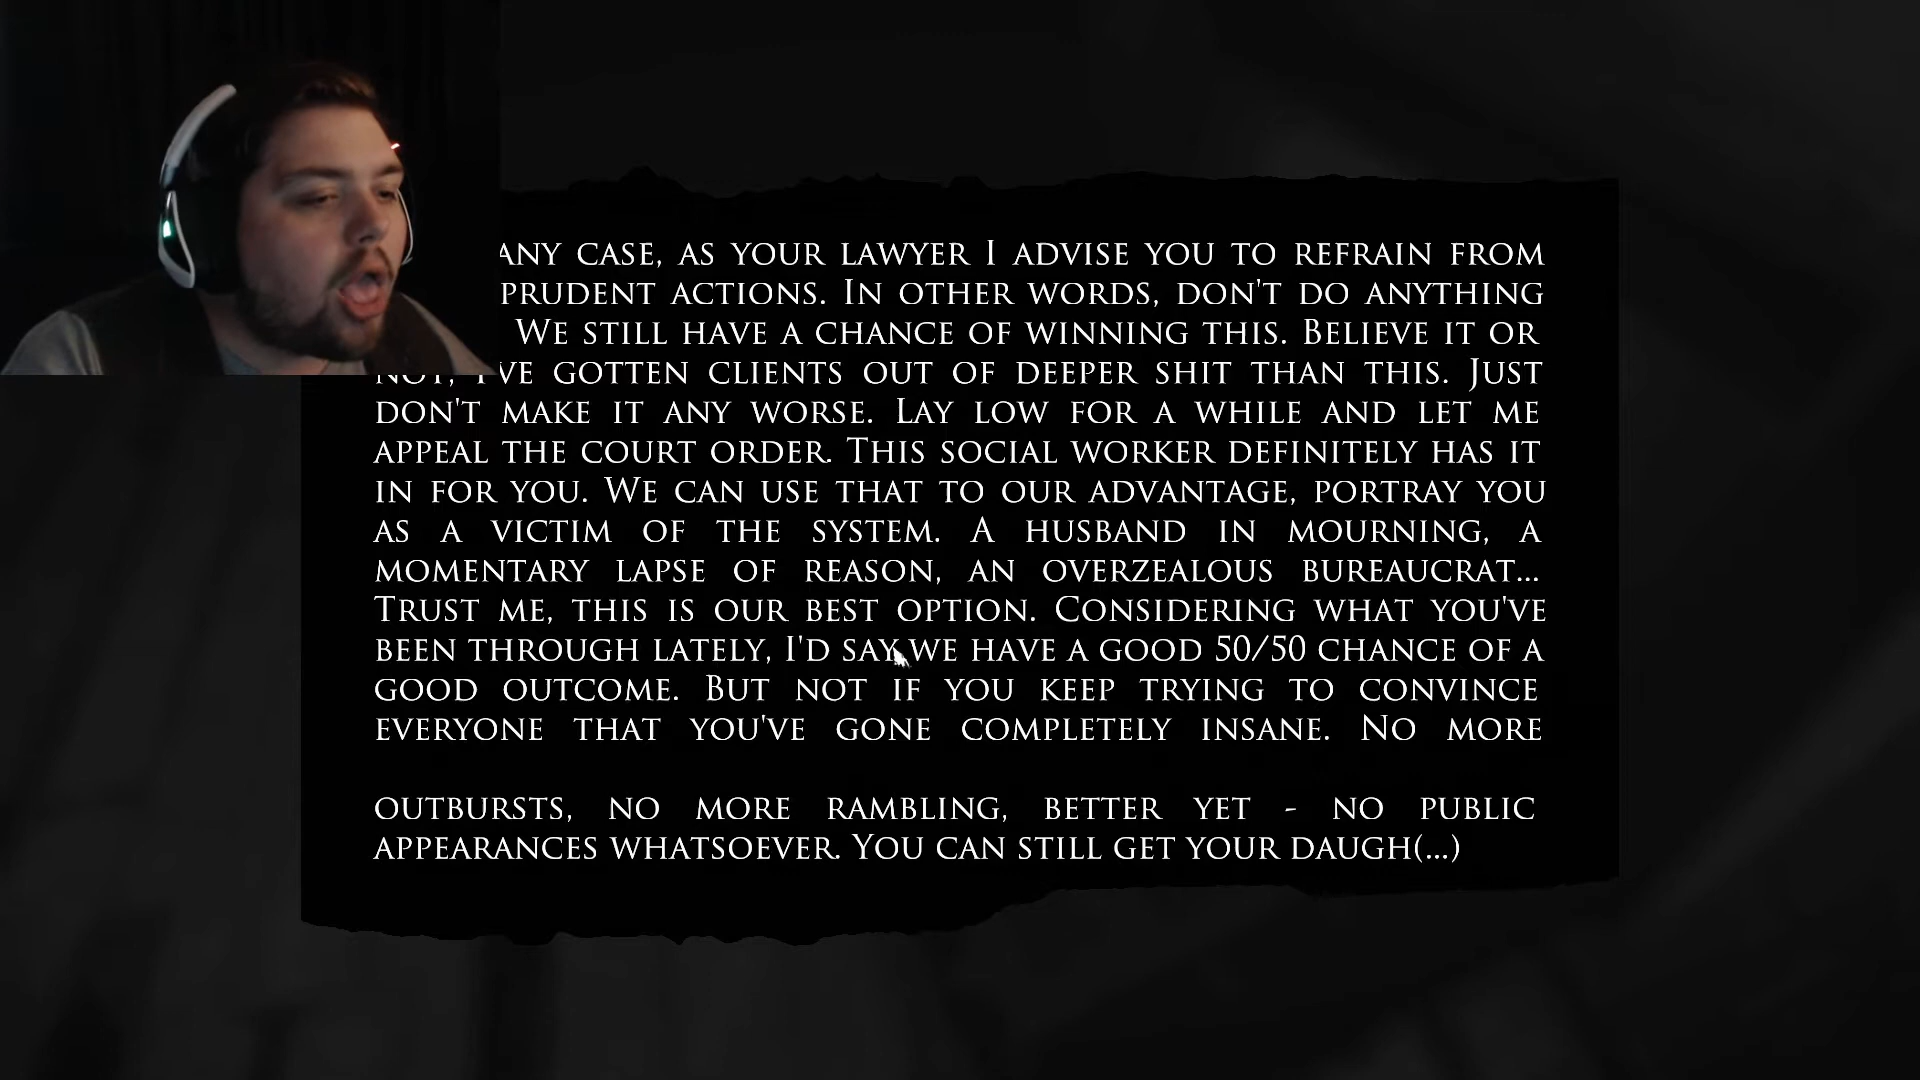 ANY CASE, AS YOUR LAWYER I ADVISE YOU TO REFRAIN FROM
PRUDENT ACTIONS. IN OTHER WORDS, DON'T DO ANYTHING
WE STILL HAVE A CHANCE OF WINNING THIS. BELIEVE IT OR
NOT, I'VE GOTTEN CLIENTS OUT OF DEEPER SHIT THAN THIS. JUST
DON'T MAKE IT ANY WORSE. LAY LOW FOR A WHILE AND LET ME
APPEAL THE COURT ORDER. THIS SOCIAL WORKER DEFINITELY HAS IT
IN FOR YOU. WE CAN USE THAT TO OUR ADVANTAGE, PORTRAY YOU
AS A VICTIM OF THE SYSTEM. A HUSBAND IN MOURNING, A
MOMENTARY LAPSE OF REASON, AN OVERZEALOUS BUREAUCRAT...
TRUST ME, THIS IS OUR BEST OPTION. CONSIDERING WHAT YOU'VE
BEEN THROUGH LATELY, I'D SAY WE HAVE A GOOD 50/50 CHANCE OF A
GOOD OUTCOME. BUT NOT IF YOU KEEP TRYING TO CONVINCE
EVERYONE THAT YOU'VE GONE COMPLETELY INSANE. NO MORE
OUTBURSTS, NO MORE RAMBLING, BETTER YET - NO PUBLIC
APPEARANCES WHATSOEVER. YOU CAN STILL GET YOUR DAUGH(...)